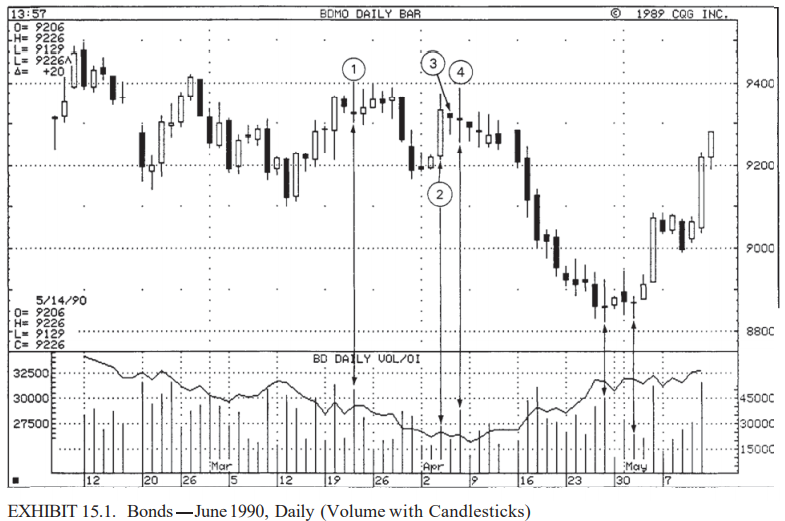 13:57 BDMO DAILY BAR © 1989 CQG INC.
O= 9206
H= 9226
L= 9129
L= 9226^
Δ= +20
1
3
4
2
9400
9200
9000
8800
5/14/90
O= 9206
H= 9226
L= 9129
C= 9226
BD DAILY VOL/OI
32500
30000
27500
45000
30000
15000
Mar Apr May
12 20 26 5 12 19 26 2 9 16 23 30 7
EXHIBIT 15.1. Bonds—June 1990, Daily (Volume with Candlesticks)